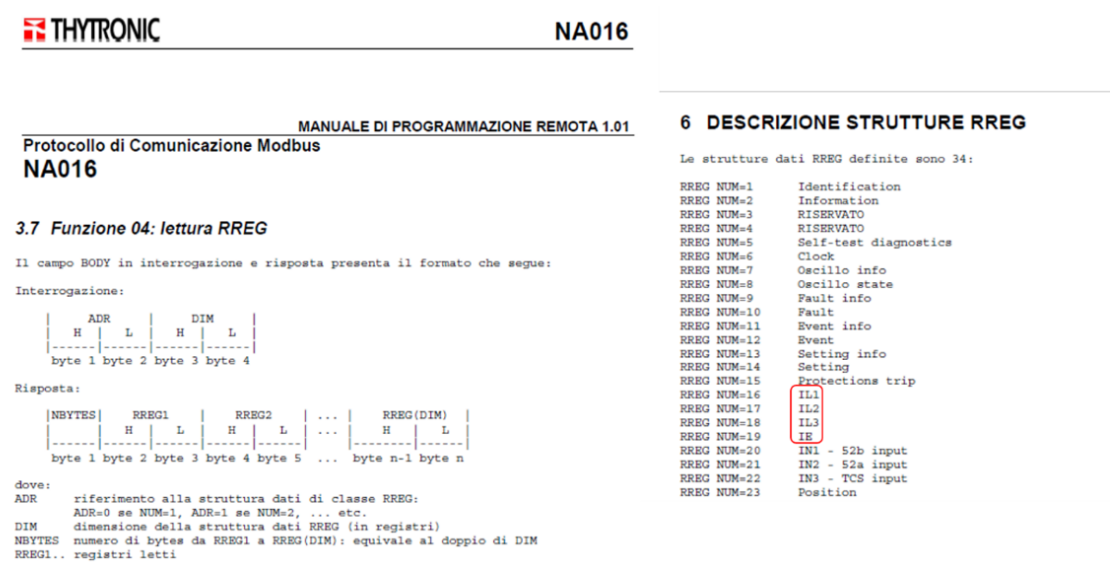 THYTRONIC
NA016
MANUALE DI PROGRAMMAZIONE REMOTA 1.01
Protocollo di Comunicazione Modbus
NA016
3.7 Funzione 04: lettura RREG
Il campo BODY in interrogazione e risposta presenta il formato che segue:
Interrogazione:
| ADR | DIM |
| H | L | H | L |
|------|------|------|------|
byte 1 byte 2 byte 3 byte 4
Risposta:
|NBYTES| RREG1 | RREG2 | ... | RREG(DIM) |
| | H | L | H | L | ... | H | L |
|------|------|------|------|------| |--------|------|
byte 1 byte 2 byte 3 byte 4 byte 5 ... byte n-1 byte n
dove:
ADR riferimento alla struttura dati di classe RREG:
ADR=0 se NUM=1, ADR=1 se NUM=2, ... etc.
DIM dimensione della struttura dati RREG (in registri)
NBYTES numero di bytes da RREG1 a RREG(DIM): equivale al doppio di DIM
RREG1.. registri letti
6 DESCRIZIONE STRUTTURE RREG
Le strutture dati RREG definite sono 34:
RREG NUM=1 Identification
RREG NUM=2 Information
RREG NUM=3 RISERVATO
RREG NUM=4 RISERVATO
RREG NUM=5 Self-test diagnostics
RREG NUM=6 Clock
RREG NUM=7 Oscillo info
RREG NUM=8 Oscillo state
RREG NUM=9 Fault info
RREG NUM=10 Fault
RREG NUM=11 Event info
RREG NUM=12 Event
RREG NUM=13 Setting info
RREG NUM=14 Setting
RREG NUM=15 Protections trip
RREG NUM=16 IL1
RREG NUM=17 IL2
RREG NUM=18 IL3
RREG NUM=19 IE
RREG NUM=20 IN1 - 52b input
RREG NUM=21 IN2 - 52a input
RREG NUM=22 IN3 - TCS input
RREG NUM=23 Position